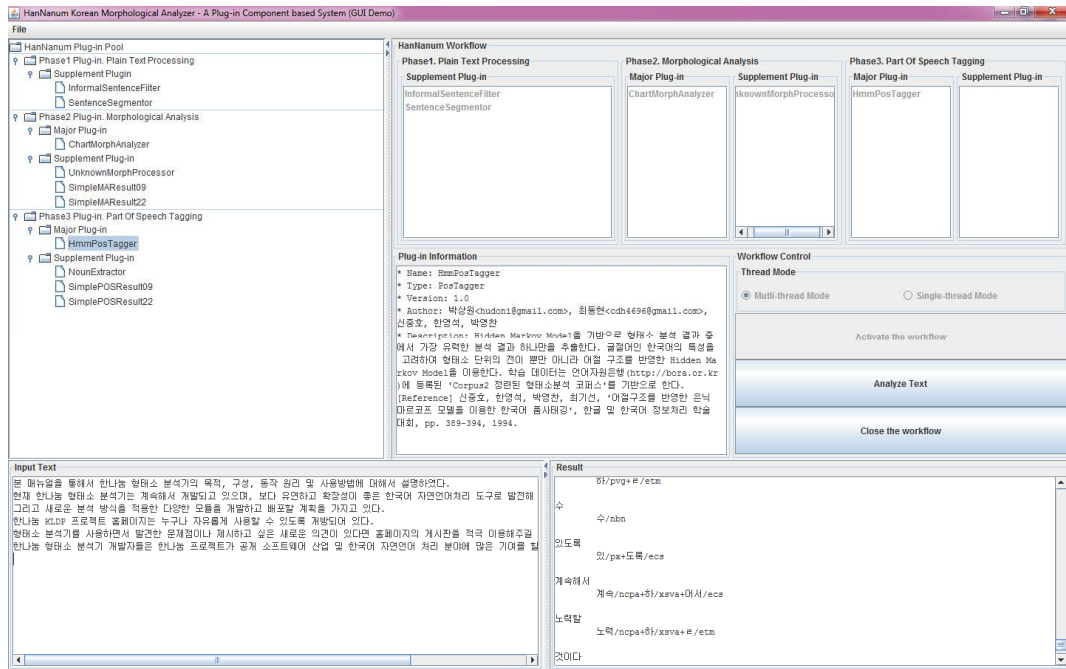 HanNanum Korean Morphological Analyzer - A Plug-in Component based System (GUI Demo)
File
HanNanum Plug-in Pool
Phase1 Plug-in. Plain Text Processing
Supplement Plugin
InformalSentenceFilter
SentenceSegmentor
Phase2 Plug-in. Morphological Analysis
Major Plug-in
ChartMorphAnalyzer
Supplement Plug-in
UnknownMorphProcessor
SimpleMAResult09
SimpleMAResult22
Phase3 Plug-in. Part Of Speech Tagging
Major Plug-in
HmmPosTagger
Supplement Plug-in
NounExtractor
SimplePOSResult09
SimplePOSResult22
HanNanum Workflow
Phase1. Plain Text Processing
Supplement Plug-in
InformalSentenceFilter
SentenceSegmentor
Phase2. Morphological Analysis
Major Plug-in
ChartMorphAnalyzer
Supplement Plug-in
nknownMorphProcesso
Phase3. Part Of Speech Tagging
Major Plug-in
HmmPosTagger
Supplement Plug-in
Plug-in Information
* Name: HmmPosTagger
* Type: PosTagger
* Version: 1.0
* Author: 박상원<hudoni@gmail.com>, 최동현<cdh4696@gmail.com>,
신중호, 한영석, 박영찬
* Description: Hidden Markov Model을 기반으로 형태소 분석 결과 중
에서 가장 유력한 분석 결과 하나만을 추출한다. 굴절어인 한국어의 특성을
고려하여 형태소 단위의 전이 뿐만 아니라 어절 구조를 반영한 Hidden Ma
rkov Model을 이용한다. 학습 데이터는 언어자원은행(http://bora.or.kr
)에 등록된 'Corpus2 정련된 형태소분석 코퍼스'를 기반으로 한다.
[Reference] 신중호, 한영석, 박영찬, 최기선, '어절구조를 반영한 은닉
마르코프 모델을 이용한 한국어 품사태깅', 한글 및 한국어 정보처리 학술
대회, pp. 389-394, 1994.
Workflow Control
Thread Mode
Mutli-thread Mode
Single-thread Mode
Activate the workflow
Analyze Text
Close the workflow
Input Text
본 매뉴얼을 통해서 한나눔 형태소 분석기의 목적, 구성, 동작 원리 및 사용방법에 대해서 설명하였다.
현재 한나눔 형태소 분석기는 계속해서 개발되고 있으며, 보다 유연하고 확장성이 좋은 한국어 자연언어처리 도구로 발전해
그리고 새로운 분석 방식을 적용한 다양한 모듈을 개발하고 배포할 계획을 가지고 있다.
한나눔 KLDP 프로젝트 홈페이지는 누구나 자유롭게 사용할 수 있도록 개방되어 있다.
형태소 분석기를 사용하면서 발견한 문제점이나 제시하고 싶은 새로운 의견이 있다면 홈페이지의 게시판을 적극 이용해주길
한나눔 형태소 분석기 개발자들은 한나눔 프로젝트가 공개 소프트웨어 산업 및 한국어 자연언어 처리 분야에 많은 기여를 할
Result
하/pvg+ㄹ/etm
수
수/nbn
있도록
있/px+도록/ecs
계속해서
계속/ncpa+하/xsva+어서/ecs
노력할
노력/ncpa+하/xsva+ㄹ/etm
것이다